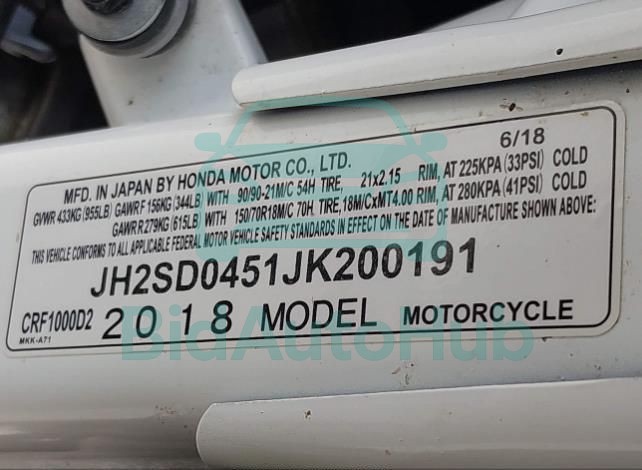 6/18
MFD. IN JAPAN BY HONDA MOTOR CO., LTD.
GVWR 433KG (955LB) GAWRF 156KG (344LB) WITH 90/90-21M/C 54H TIRE, 21x2.15 RIM, AT 225KPA (33PSI) COLD
GAWRR 279KG (615LB) WITH 150/70R18M/C 70H TIRE, 18M/CxMT4.00 RIM, AT 280KPA (41PSI) COLD
THIS VEHICLE CONFORMS TO ALL APPLICABLE FEDERAL MOTOR VEHICLE SAFETY STANDARDS IN EFFECT ON THE DATE OF MANUFACTURE SHOWN ABOVE:
JH2SD0451JK200191
CRF1000D2 2018 MODEL MOTORCYCLE
MKK-A71
BidAutoHub